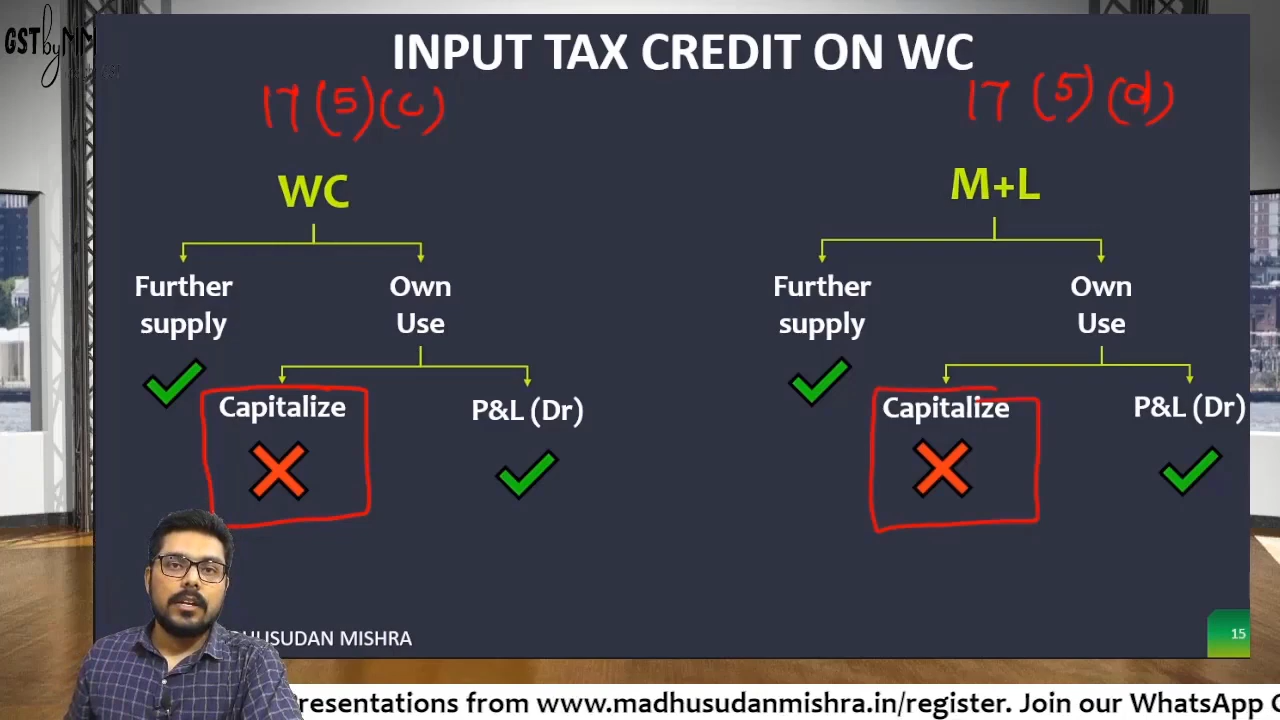 GSTbyMM
INPUT TAX CREDIT ON WC
17 (5)(c)
17 (5) (d)
WC
M+L
Further
supply
Own
Use
Further
supply
Own
Use
Capitalize
P&L (Dr)
Capitalize
P&L (Dr)
HUSUDAN MISHRA
15
resentations from www.madhusudanmishra.in/register. Join our WhatsApp